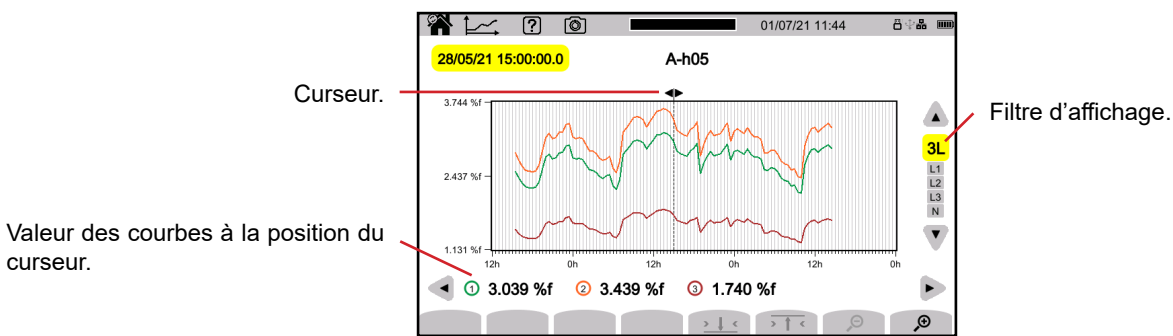 01/07/21 11:44
28/05/21 15:00:00.0 A-h05
Curseur.
3.744 %f
Filtre d'affichage.
3L
L1
2.437 %f
L2
L3
N
Valeur des courbes à la position du
curseur.
1.131 %f
12h 0h 12h 0h 12h 0h
1 3.039 %f 2 3.439 %f 3 1.740 %f